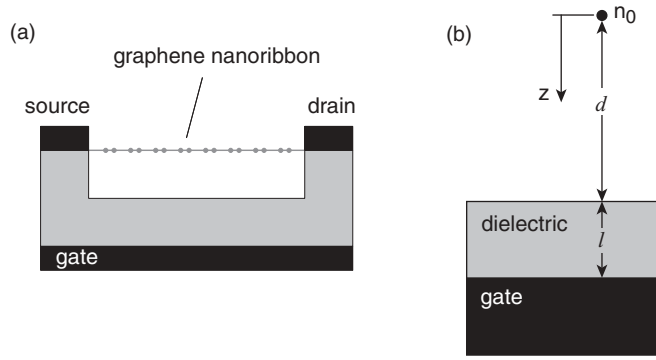 (a)
graphene nanoribbon
source
drain
gate
(b)
n₀
z
d
dielectric
l
gate